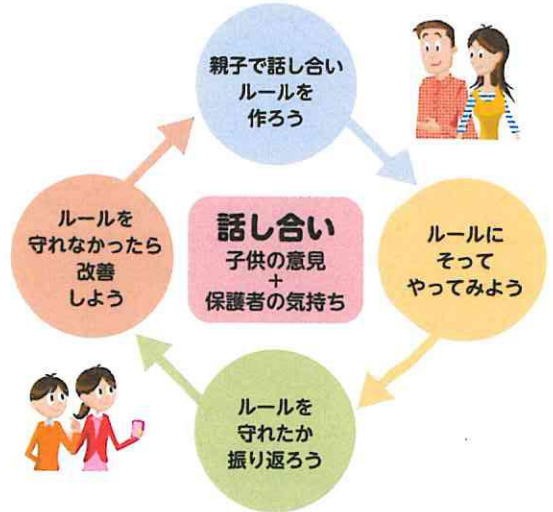 親子で話し合い
ルールを
作ろう
ルールに
そって
やってみよう
ルールを
守れたか
振り返ろう
ルールを
守れなかったら
改善
しよう
話し合い
子供の意見
+
保護者の気持ち